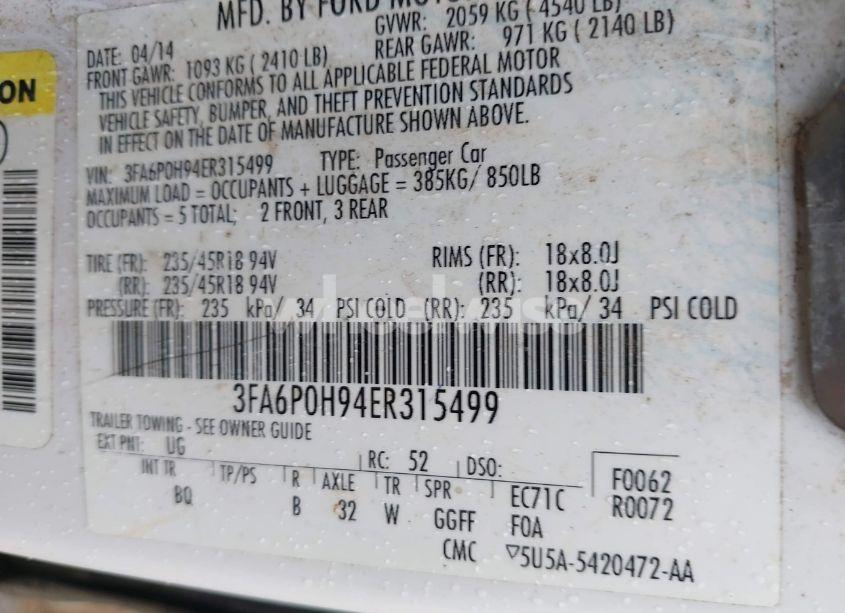 MFD. BY FORD MOTOR
DATE: 04/14
GVWR: 2059 KG (4540 LB)
FRONT GAWR: 1093 KG (2410 LB)
REAR GAWR: 971 KG (2140 LB)
THIS VEHICLE CONFORMS TO ALL APPLICABLE FEDERAL MOTOR
VEHICLE SAFETY, BUMPER, AND THEFT PREVENTION STANDARDS
IN EFFECT ON THE DATE OF MANUFACTURE SHOWN ABOVE.
ON
VIN: 3FA6P0H94ER315499 TYPE: Passenger Car
MAXIMUM LOAD = OCCUPANTS + LUGGAGE = 385KG/ 850LB
OCCUPANTS = 5 TOTAL; 2 FRONT, 3 REAR
TIRE (FR): 235/45R18 94V RIMS (FR): 18x8.0J
(RR): 235/45R18 94V (RR): 18x8.0J
PRESSURE (FR): 235 kPa/ 34 PSI COLD (RR): 235 kPa/ 34 PSI COLD
3FA6P0H94ER315499
TRAILER TOWING - SEE OWNER GUIDE
EXT PNT: UG RC: 52 DSO:
INT TR TP/PS R AXLE TR SPR EC71C F0062
BQ B 32 W GGFF F0A R0072
CMC ▽5U5A-5420472-AA